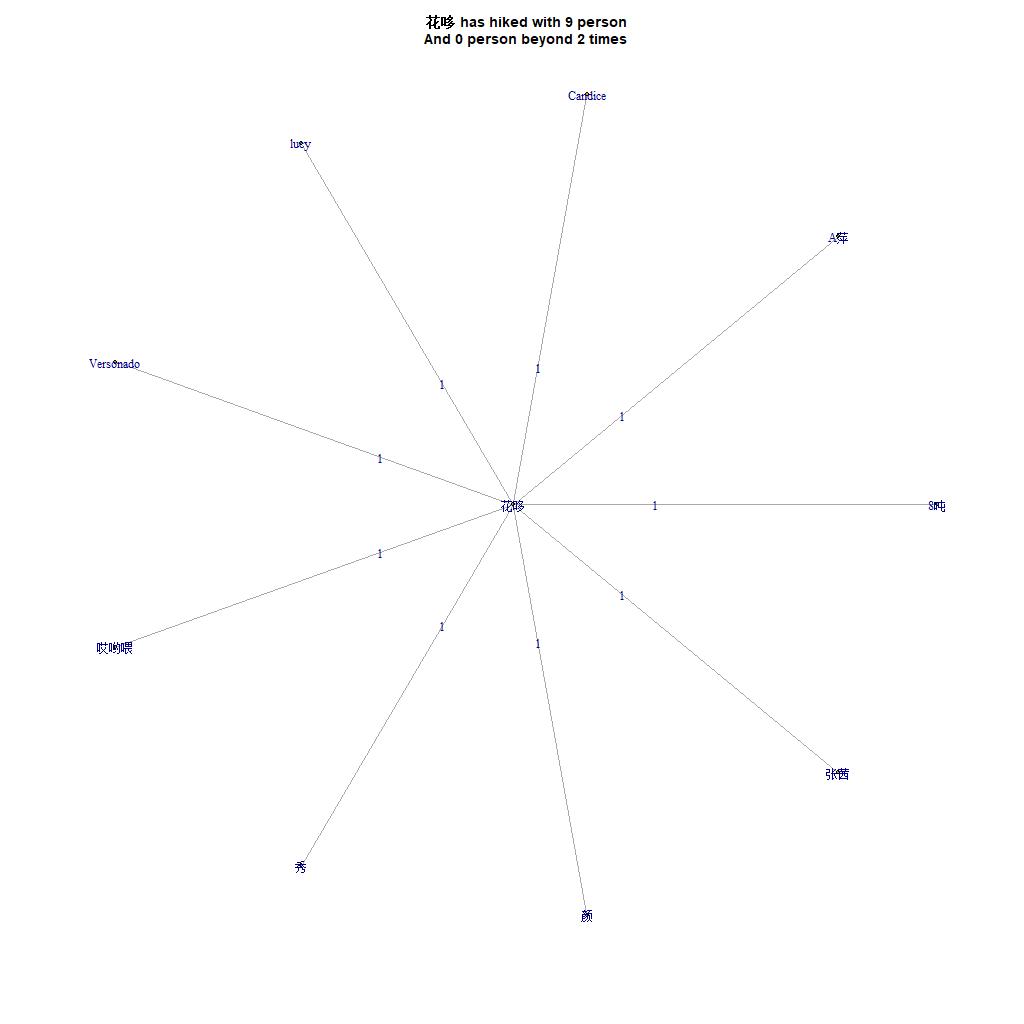 花哆 has hiked with 9 person
And 0 person beyond 2 times
Candice
lucy
A萍
Versonado
1
1
1
1
花哆
1
8吨
1
1
1
1
哎哟喂
张茜
秀
颜